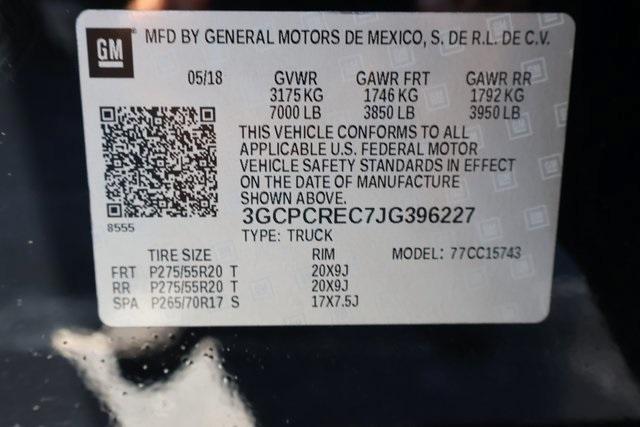 GM MFD BY GENERAL MOTORS DE MEXICO, S. DE R.L. DE C.V.
05/18 GVWR GAWR FRT GAWR RR
3175 KG 1746 KG 1792 KG
7000 LB 3850 LB 3950 LB
THIS VEHICLE CONFORMS TO ALL
APPLICABLE U.S. FEDERAL MOTOR
VEHICLE SAFETY STANDARDS IN EFFECT
ON THE DATE OF MANUFACTURE
SHOWN ABOVE.
3GCPCREC7JG396227
8555
TYPE: TRUCK
TIRE SIZE RIM MODEL: 77CC15743
FRT P275/55R20 T 20X9J
RR P275/55R20 T 20X9J
SPA P265/70R17 S 17X7.5J